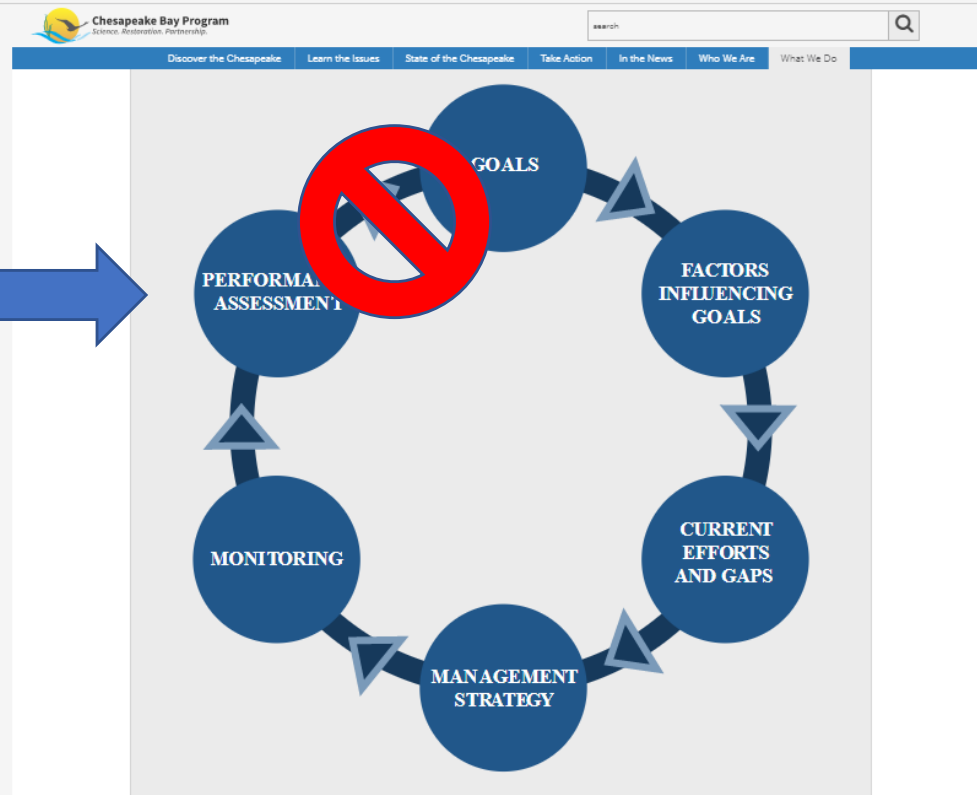 Chesapeake Bay Program
Science. Restoration. Partnership.
search
Discover the Chesapeake
Learn the Issues
State of the Chesapeake
Take Action
In the News
Who We Are
What We Do
GOALS
FACTORS
INFLUENCING
GOALS
CURRENT
EFFORTS
AND GAPS
MANAGEMENT
STRATEGY
MONITORING
ASSESSMENT